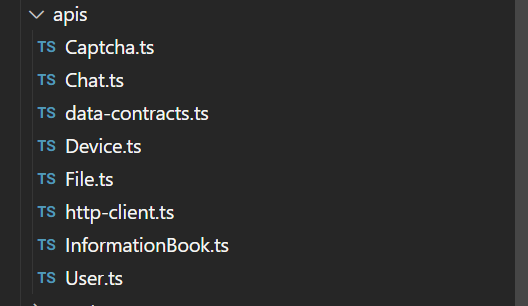 apis
TS Captcha.ts
TS Chat.ts
TS data-contracts.ts
TS Device.ts
TS File.ts
TS http-client.ts
TS InformationBook.ts
TS User.ts